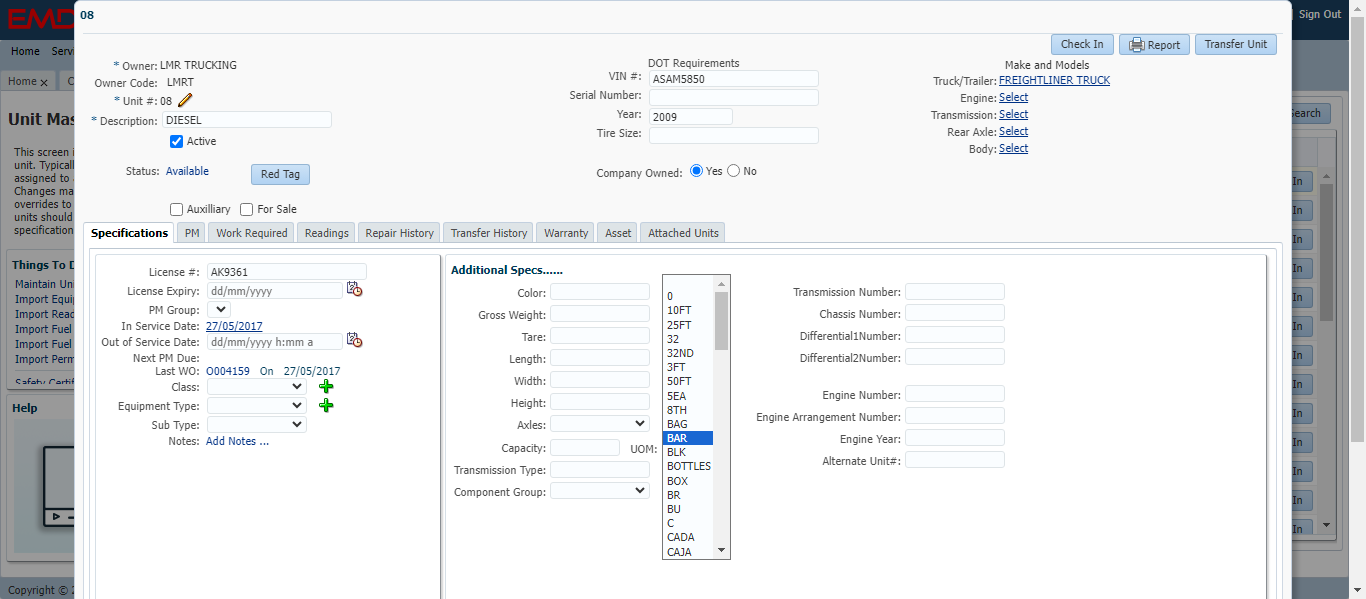 08
EMD
Sign Out
Home
Home x
Check In
Report
Transfer Unit
* Owner: LMR TRUCKING
Owner Code: LMRT
* Unit #: 08
* Description: DIESEL
Active
Status: Available
Red Tag
Auxilliary
For Sale
DOT Requirements
VIN #: ASAM5850
Serial Number:
Year: 2009
Tire Size:
Company Owned: Yes No
Make and Models
Truck/Trailer: FREIGHTLINER TRUCK
Engine: Select
Transmission: Select
Rear Axle: Select
Body: Select
Unit Mas
This screen i
unit. Typicall
assigned to
Changes ma
overrides to
units should
specification
Things To D
Maintain Uni
Import Equi
Import Read
Import Fuel
Import Fuel
Import Perm
Safety Certif
Help
Copyright ©
Search
In
In
In
In
In
In
In
In
In
In
In
In
In
Specifications
PM
Work Required
Readings
Repair History
Transfer History
Warranty
Asset
Attached Units
License #: AK9361
License Expiry: dd/mm/yyyy
PM Group:
In Service Date: 27/05/2017
Out of Service Date: dd/mm/yyyy h:mm a
Next PM Due:
Last WO: O004159 On 27/05/2017
Class:
Equipment Type:
Sub Type:
Notes: Add Notes ...
Additional Specs......
Color:
Gross Weight:
Tare:
Length:
Width:
Height:
Axles:
Capacity:
UOM:
Transmission Type:
Component Group:
0
10FT
25FT
32
32ND
3FT
50FT
5EA
8TH
BAG
BAR
BLK
BOTTLES
BOX
BR
BU
C
CADA
CAJA
Transmission Number:
Chassis Number:
Differential1Number:
Differential2Number:
Engine Number:
Engine Arrangement Number:
Engine Year:
Alternate Unit#: